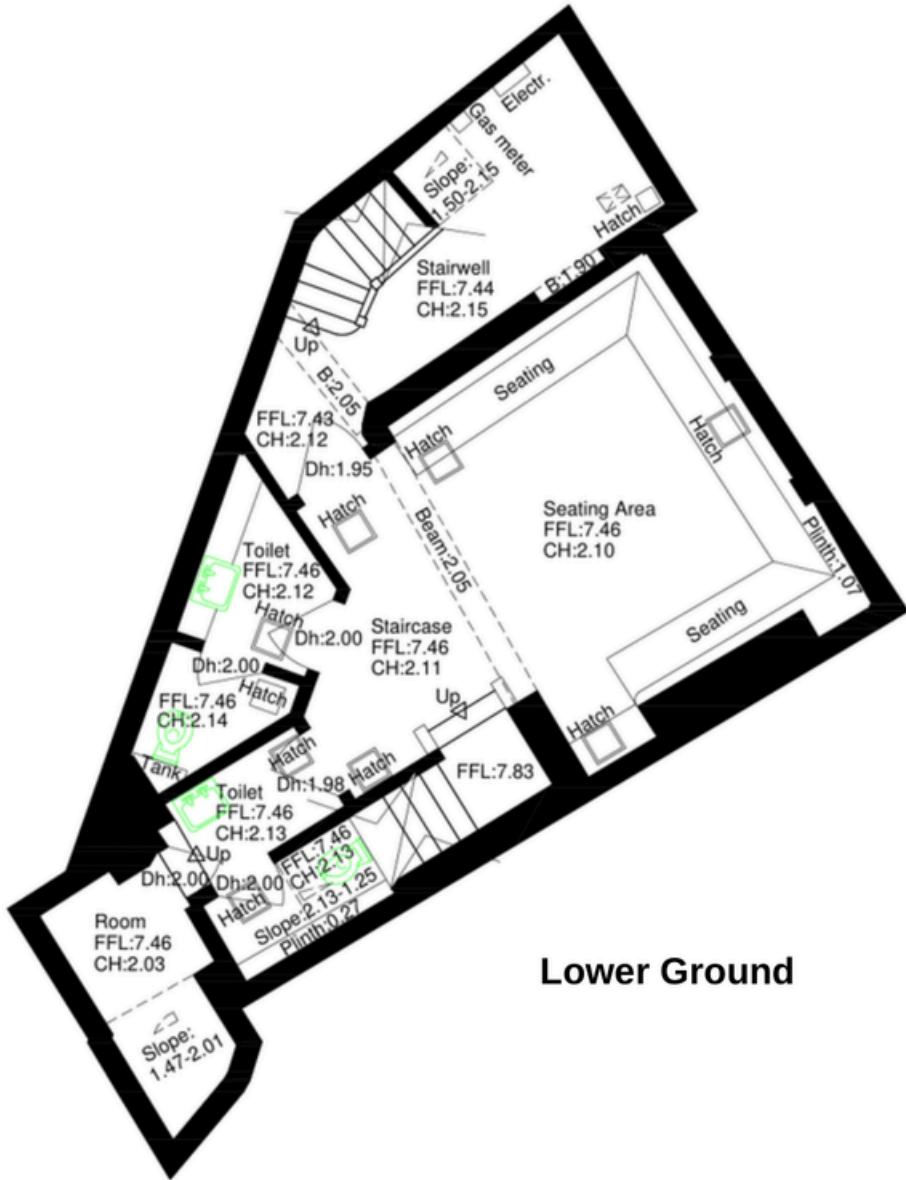 Electr.
Gas meter
Slope:
1.50-2.15
Hatch
Stairwell
FFL:7.44
CH:2.15
B:1.90
Up
B:2.05
Seating
FFL:7.43
CH:2.12
Dh:1.95
Hatch
Hatch
Hatch
Beam:2.05
Seating Area
FFL:7.46
CH:2.10
Plinth:1.07
Toilet
FFL:7.46
CH:2.12
Hatch
Dh:2.00
Staircase
FFL:7.46
CH:2.11
Seating
Dh:2.00
Hatch
FFL:7.46
CH:2.14
Up
Hatch
Tank
Hatch
Hatch
Dh:1.98
FFL:7.83
Toilet
FFL:7.46
CH:2.13
Up
FFL:7.46
CH:2.13
Dh:2.00
Dh:2.00
Hatch
Slope:2.13-1.25
Plinth:0.27
Room
FFL:7.46
CH:2.03
Slope:
1.47-2.01
Lower Ground